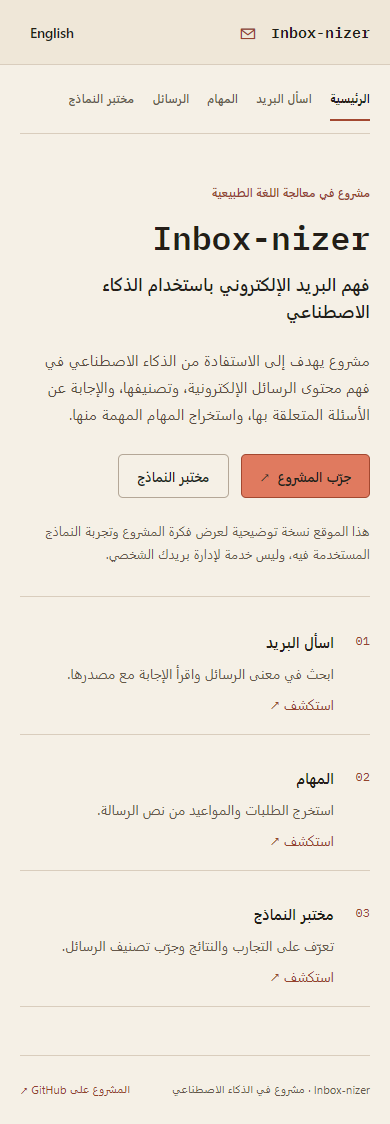 Inbox-nizer
English
الرئيسية
اسأل البريد
المهام
الرسائل
مختبر النماذج
مشروع في معالجة اللغة الطبيعية
Inbox-nizer
فهم البريد الإلكتروني باستخدام الذكاء
الاصطناعي
مشروع يهدف إلى الاستفادة من الذكاء الاصطناعي في
فهم محتوى الرسائل الإلكترونية، وتصنيفها، والإجابة عن
الأسئلة المتعلقة بها، واستخراج المهام المهمة منها.
جرّب المشروع ↗
مختبر النماذج
هذا الموقع نسخة توضيحية لعرض فكرة المشروع وتجربة النماذج
المستخدمة فيه، وليس خدمة لإدارة بريدك الشخصي.
01 اسأل البريد
ابحث في معنى الرسائل واقرأ الإجابة مع مصدرها.
استكشف ↗
02 المهام
استخرج الطلبات والمواعيد من نص الرسالة.
استكشف ↗
03 مختبر النماذج
تعرّف على التجارب والنتائج وجرّب تصنيف الرسائل.
استكشف ↗
Inbox-nizer · مشروع في الذكاء الاصطناعي
المشروع على GitHub ↗